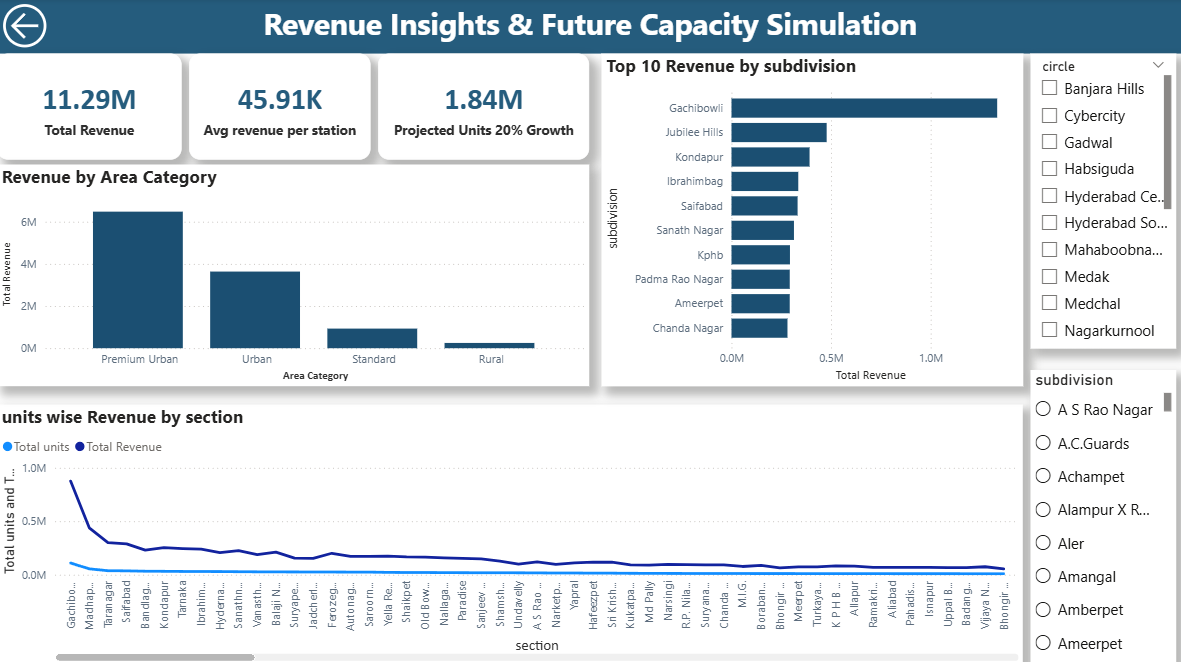 Revenue Insights & Future Capacity Simulation
11.29M
Total Revenue
45.91K
Avg revenue per station
1.84M
Projected Units 20% Growth
Revenue by Area Category
Total Revenue
6M
4M
2M
0M
Premium Urban
Urban
Standard
Rural
Area Category
Top 10 Revenue by subdivision
subdivision
Gachibowli
Jubilee Hills
Kondapur
Ibrahimbag
Saifabad
Sanath Nagar
Kphb
Padma Rao Nagar
Ameerpet
Chanda Nagar
0.0M
0.5M
1.0M
Total Revenue
circle
Banjara Hills
Cybercity
Gadwal
Habsiguda
Hyderabad Ce...
Hyderabad So...
Mahaboobna...
Medak
Medchal
Nagarkurnool
subdivision
A S Rao Nagar
A.C.Guards
Achampet
Alampur X R...
Aler
Amangal
Amberpet
Ameerpet
units wise Revenue by section
Total units
Total Revenue
Total units and T...
1.0M
0.5M
0.0M
Gachibo...
Madhap...
Taranagar
Saifabad
Bandlag...
Kondapur
Tarnaka
Ibrahim...
Hyderna...
Sanathn...
Vanasth...
Balaji N...
Suryape...
Jadcherl...
Ferozeg...
Autonag...
Saroorn...
Yella Re...
Shaikpet
Old Bow...
Nallaga...
Paradise
Sanjeev ...
Shamsh...
Undavelly
A S Rao ...
Narketp...
Yapral
Hafeezpet
Sri Krish...
Kukatpa...
Md Pally
Narsingi
R.P. Nila...
Suryana...
Chanda ...
M.I.G.
Boraban...
Bhongir ...
Meerpet
Turkaya...
K P H B ...
Allapur
Ramakri...
Aliabad
Pahadis...
Isnapur
Uppal B...
Badang...
Vijaya N...
Bhongir ...
section